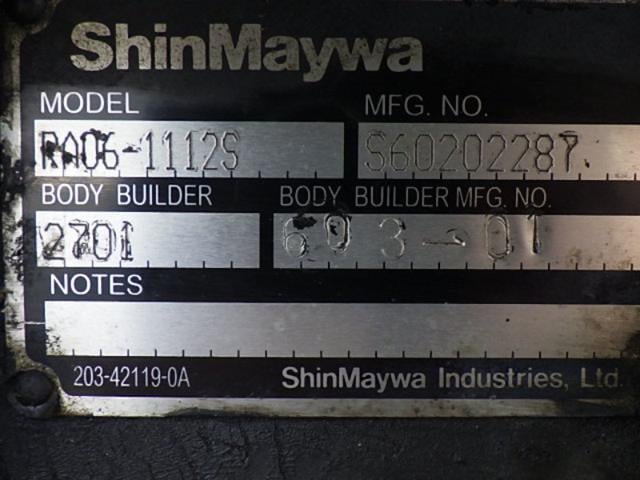 ShinMaywa
MODEL MFG. NO.
RA06-1112S S60202287
BODY BUILDER BODY BUILDER MFG. NO.
2701 603-01
NOTES
203-42119-0A ShinMaywa Industries, Ltd.